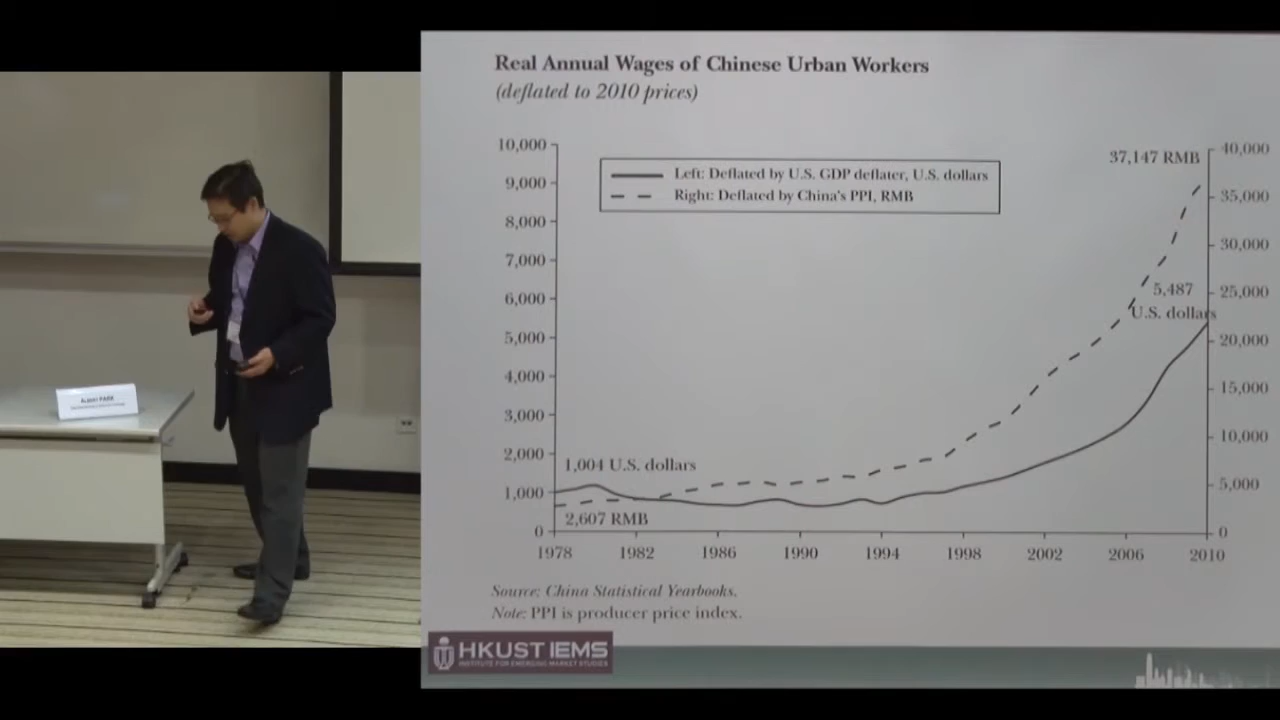 Real Annual Wages of Chinese Urban Workers
(deflated to 2010 prices)
10,000
9,000
8,000
7,000
6,000
5,000
4,000
3,000
2,000
1,000
0
Left: Deflated by U.S. GDP deflater, U.S. dollars
Right: Deflated by China's PPI, RMB
37,147 RMB
5,487
U.S. dollars
1,004 U.S. dollars
2,607 RMB
40,000
35,000
30,000
25,000
20,000
15,000
10,000
5,000
0
1978 1982 1986 1990 1994 1998 2002 2006 2010
Source: China Statistical Yearbooks.
Note: PPI is producer price index.
HKUST IEMS
INSTITUTE FOR EMERGING MARKET STUDIES
Albert PARK